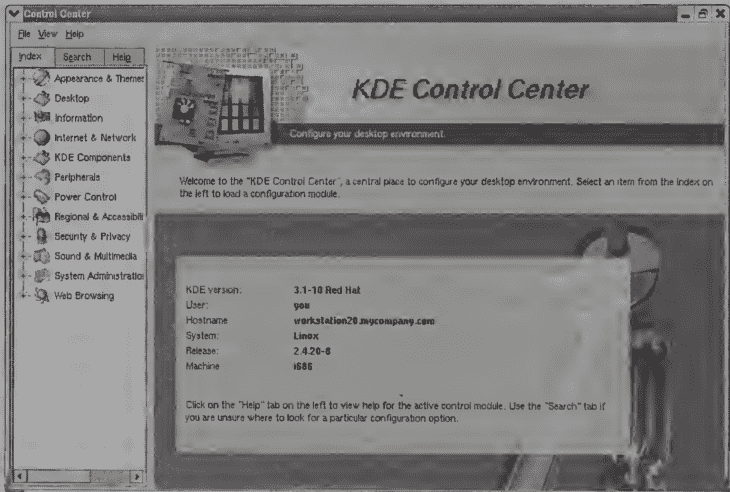 Control Center
File View Help
Index Search Help
KDE Control Center
Configure your desktop environment.
Appearance & Themes
Desktop
Information
Internet & Network
KDE Components
Peripherals
Power Control
Regional & Accessibili
Security & Privacy
Sound & Multimedia
System Administration
Web Browsing
Welcome to the "KDE Control Center", a central place to configure your desktop environment. Select an item from the index on
the left to load a configuration module.
KDE version: 3.1-10 Red Hat
User: you
Hostname workstation20.mycompany.com
System: Linux
Release: 2.4.20-8
Machine i686
Click on the "Help" tab on the left to view help for the active control module. Use the "Search" tab if
you are unsure where to look for a particular configuration option.